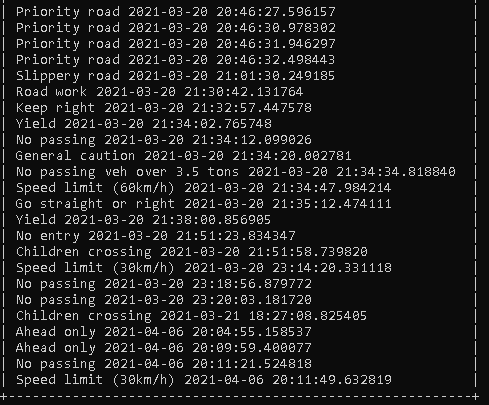 | Priority road 2021-03-20 20:46:27.596157 |
| Priority road 2021-03-20 20:46:30.978302 |
| Priority road 2021-03-20 20:46:31.946297 |
| Priority road 2021-03-20 20:46:32.498443 |
| Slippery road 2021-03-20 21:01:30.249185 |
| Road work 2021-03-20 21:30:42.131764 |
| Keep right 2021-03-20 21:32:57.447578 |
| Yield 2021-03-20 21:34:02.765748 |
| No passing 2021-03-20 21:34:12.099026 |
| General caution 2021-03-20 21:34:20.002781 |
| No passing veh over 3.5 tons 2021-03-20 21:34:34.818840 |
| Speed limit (60km/h) 2021-03-20 21:34:47.984214 |
| Go straight or right 2021-03-20 21:35:12.474111 |
| Yield 2021-03-20 21:38:00.856905 |
| No entry 2021-03-20 21:51:23.834347 |
| Children crossing 2021-03-20 21:51:58.739820 |
| Speed limit (30km/h) 2021-03-20 23:14:20.331118 |
| No passing 2021-03-20 23:18:56.879772 |
| No passing 2021-03-20 23:20:03.181720 |
| Children crossing 2021-03-21 18:27:08.825405 |
| Ahead only 2021-04-06 20:04:55.158537 |
| Ahead only 2021-04-06 20:09:59.400077 |
| No passing 2021-04-06 20:11:21.524818 |
| Speed limit (30km/h) 2021-04-06 20:11:49.632819 |